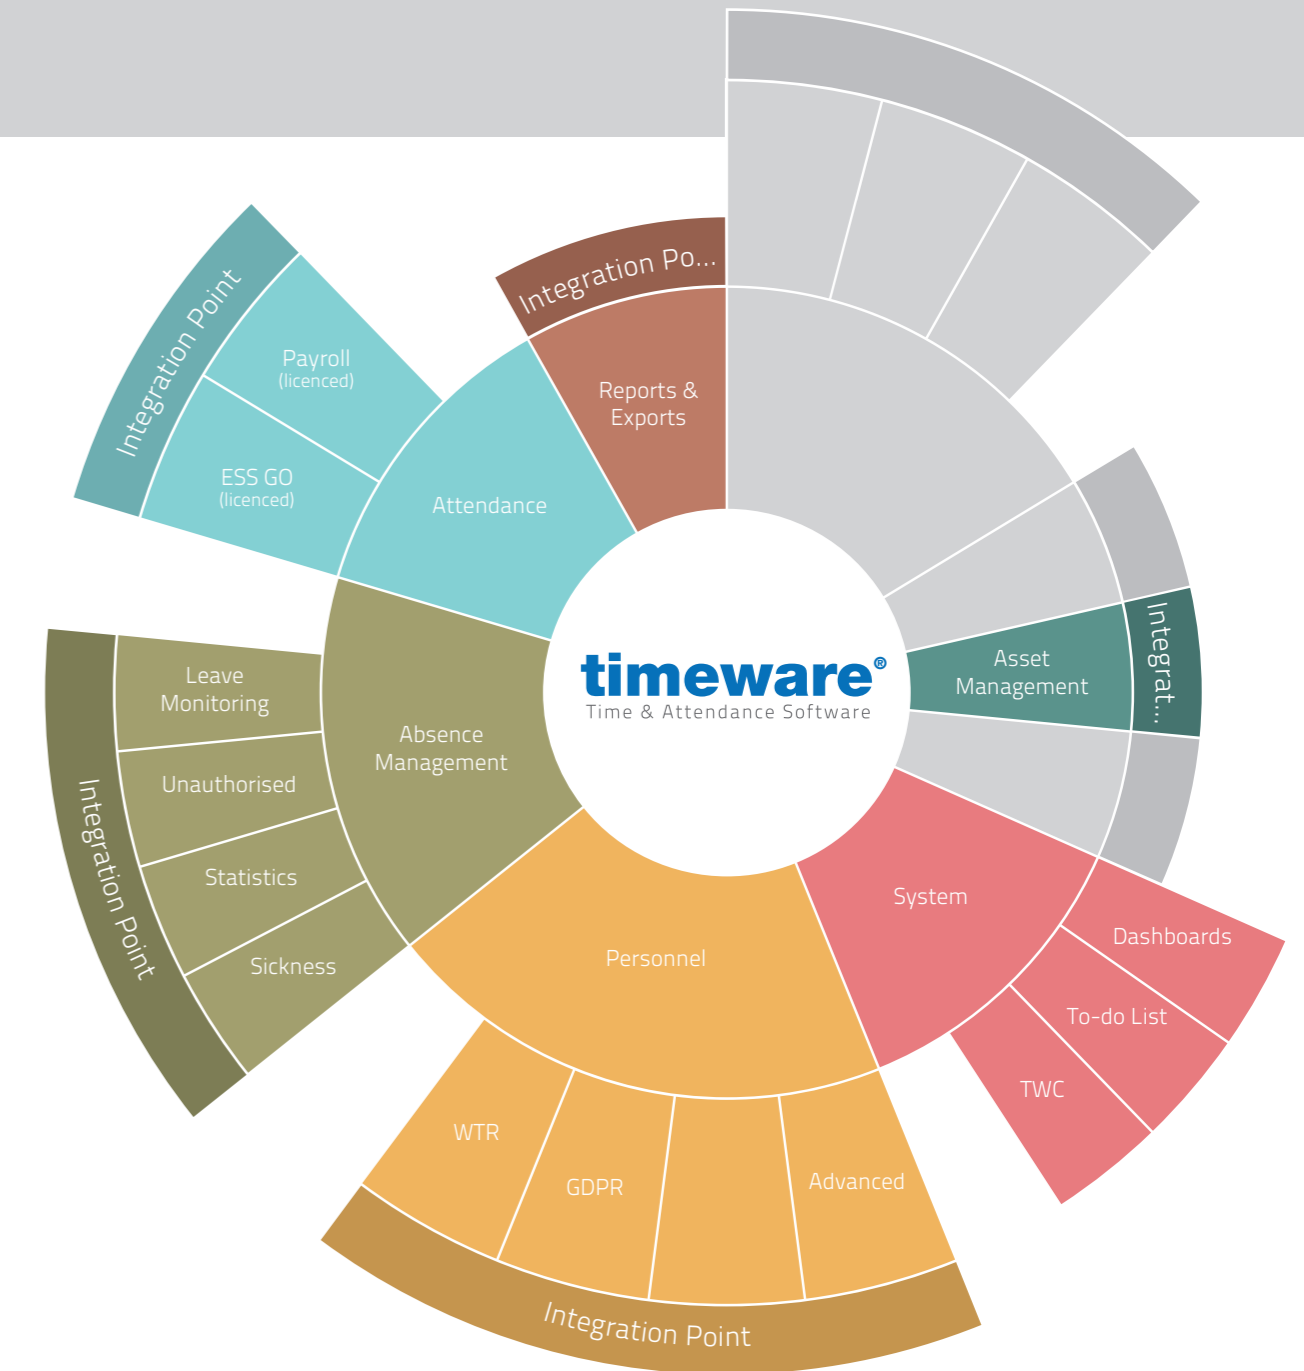 Integration Po...
Reports &
Exports
Integration Point
Payroll
(licenced)
ESS GO
(licenced)
Attendance
Integrat...
Asset
Management
timeware®
Time & Attendance Software
Leave
Monitoring
Absence
Management
Unauthorised
Integration Point
Statistics
Sickness
System
Dashboards
To-do List
TWC
Personnel
WTR
GDPR
Advanced
Integration Point